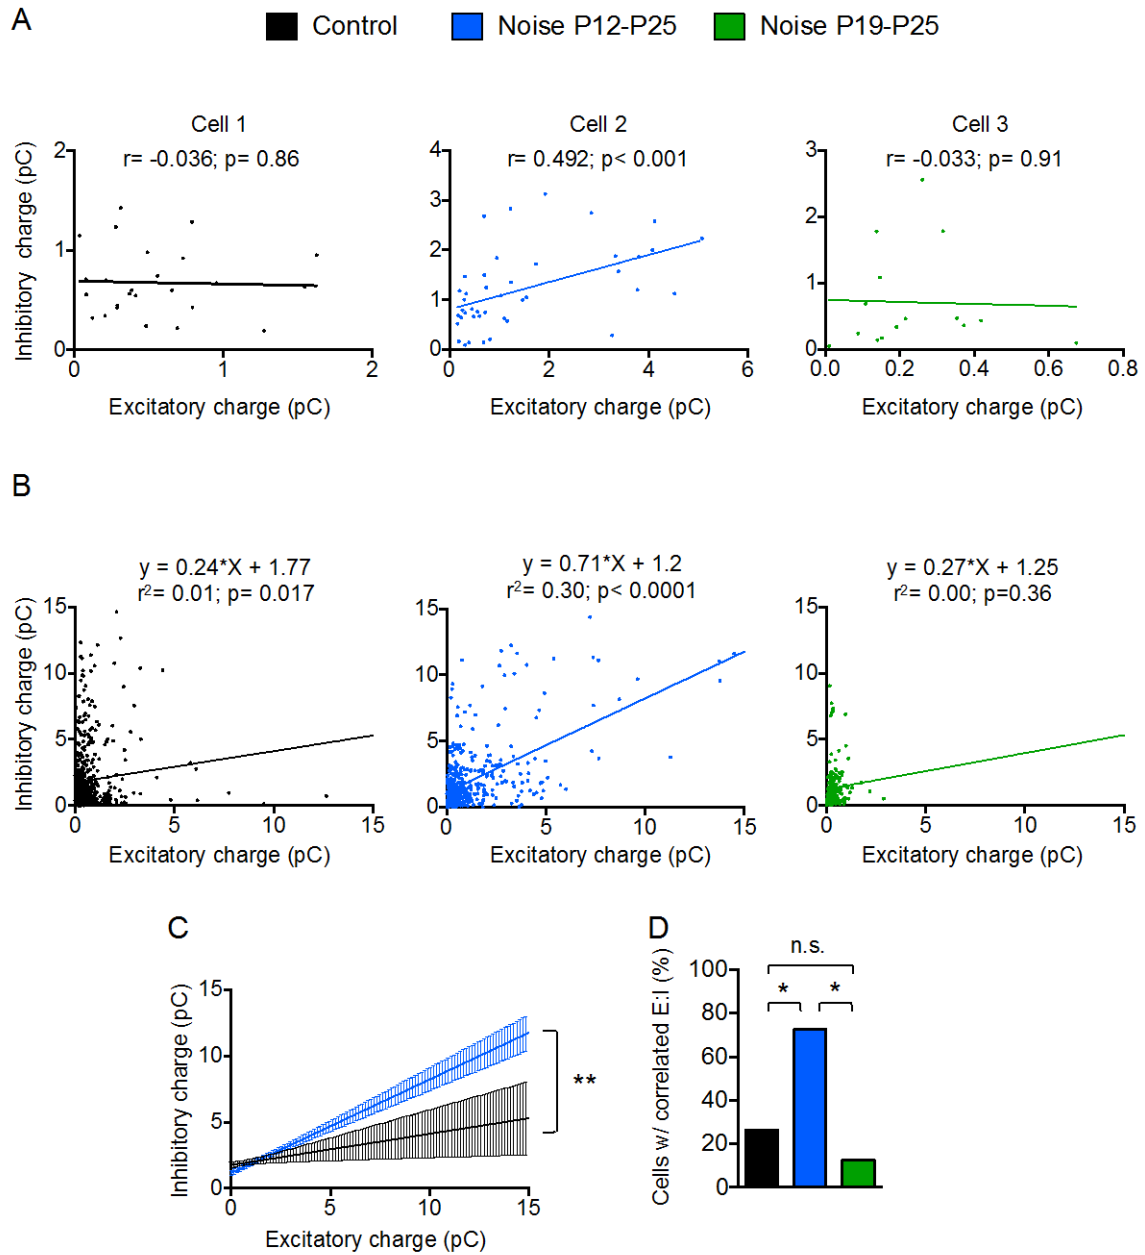 A
Control
Noise P12-P25
Noise P19-P25
Cell 1
r= -0.036; p= 0.86
Inhibitory charge (pC)
2
1
0
0
1
2
Excitatory charge (pC)
Cell 2
r= 0.492; p< 0.001
4
3
2
1
0
0
2
4
6
Excitatory charge (pC)
Cell 3
r= -0.033; p= 0.91
3
2
1
0
0.0
0.2
0.4
0.6
0.8
Excitatory charge (pC)
B
y = 0.24*X + 1.77
r²= 0.01; p= 0.017
Inhibitory charge (pC)
15
10
5
0
0
5
10
15
Excitatory charge (pC)
y = 0.71*X + 1.2
r²= 0.30; p< 0.0001
15
10
5
0
0
5
10
15
Excitatory charge (pC)
y = 0.27*X + 1.25
r²= 0.00; p=0.36
15
10
5
0
0
5
10
15
Excitatory charge (pC)
C
Inhibitory charge (pC)
15
10
5
0
0
5
10
15
Excitatory charge (pC)
**
D
Cells w/ correlated E:I (%)
100
80
60
40
20
0
n.s.
*
*